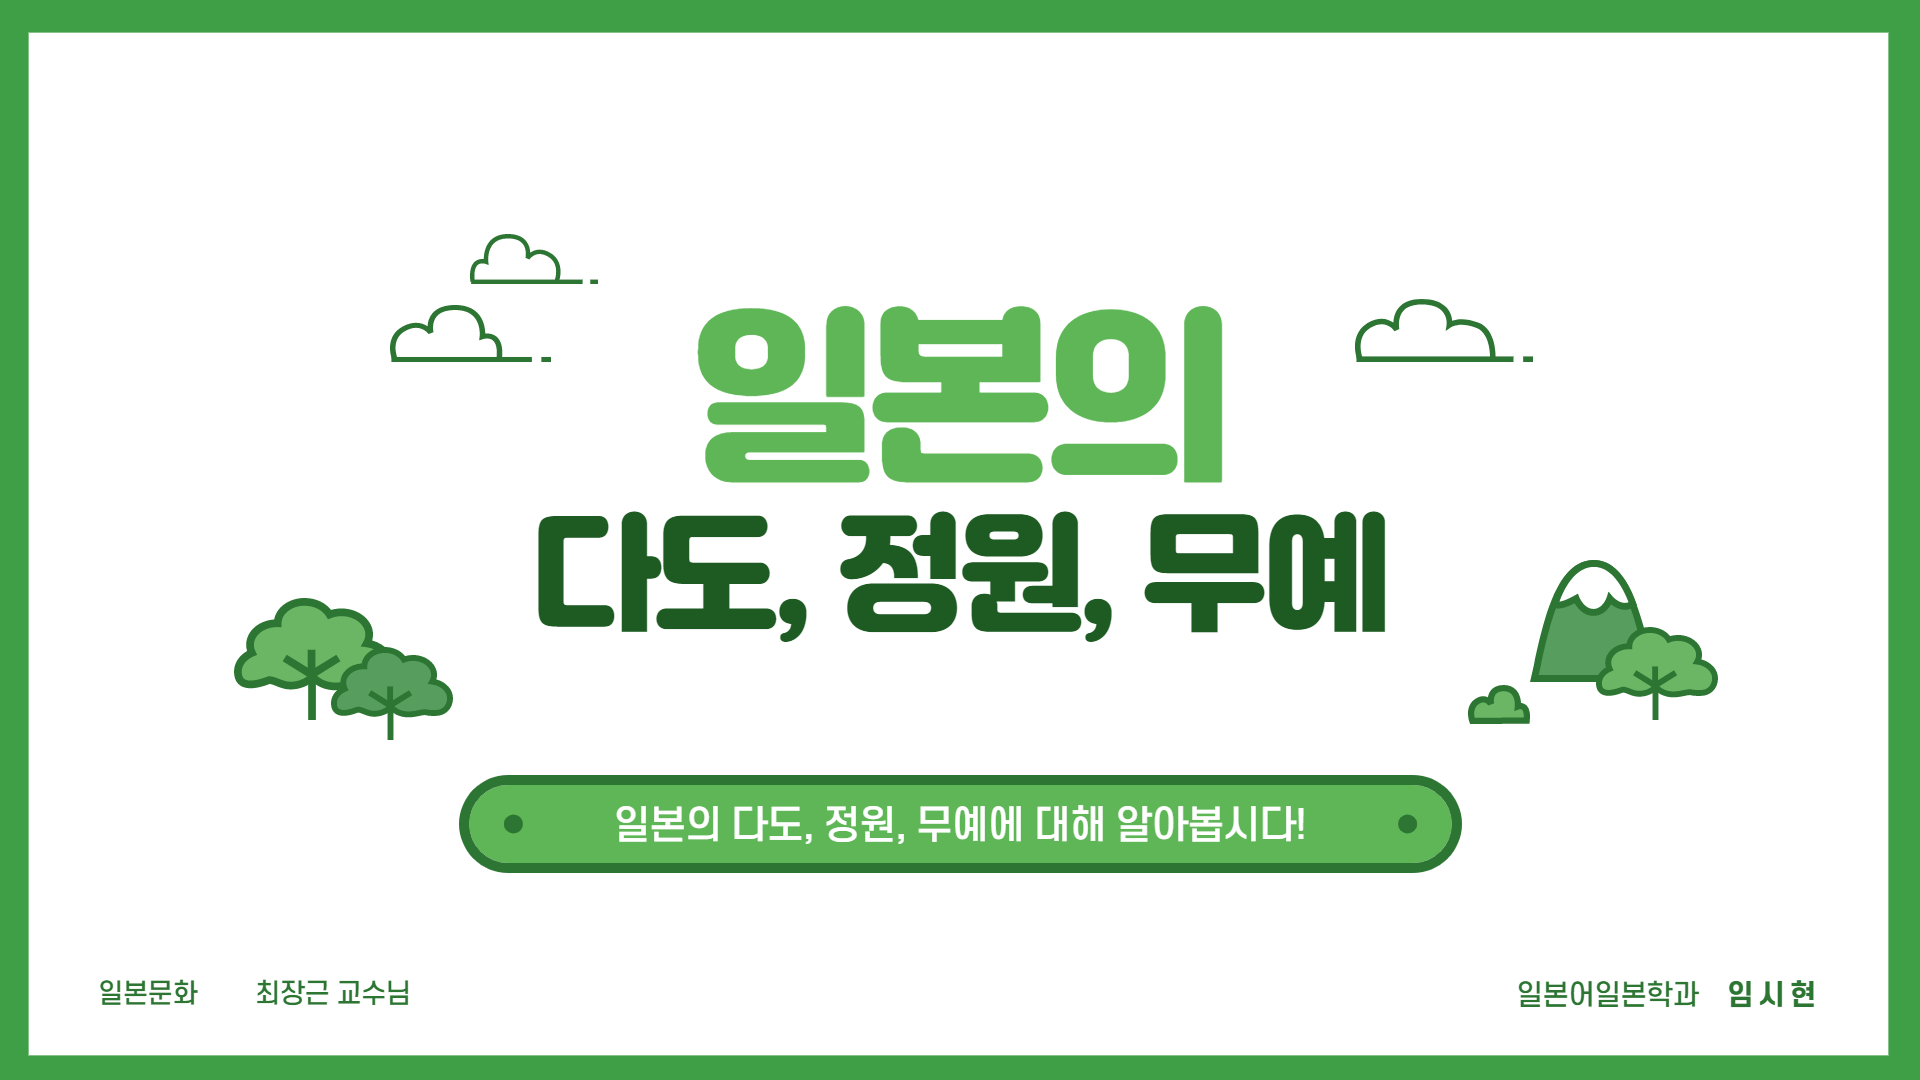 일본의
다도, 정원, 무예
일본의 다도, 정원, 무예에 대해 알아봅시다!
일본문화 최장근 교수님
일본어일본학과 임시현